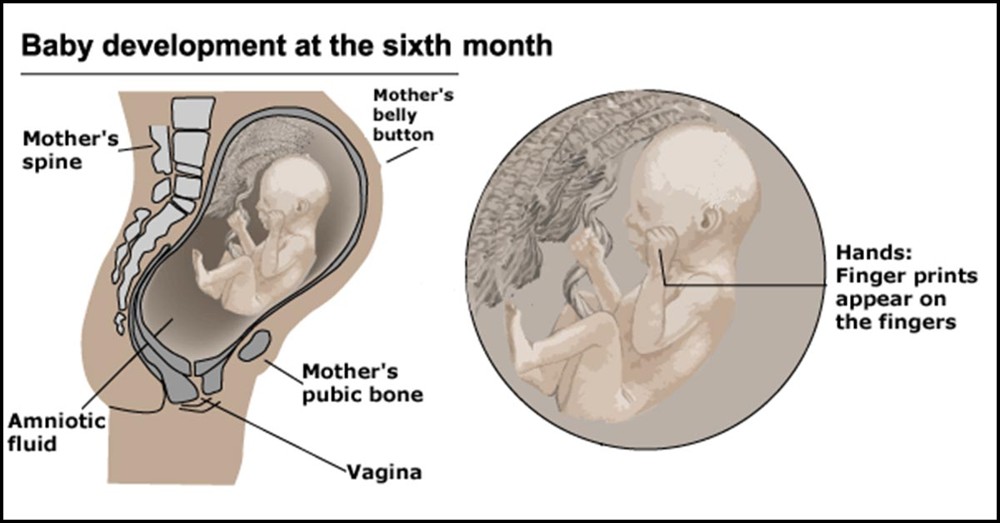 Baby development at the sixth month
Mother's
belly
button
Mother's
spine
Hands:
Finger prints
appear on
the fingers
Mother's
pubic bone
Amniotic
fluid
Vagina